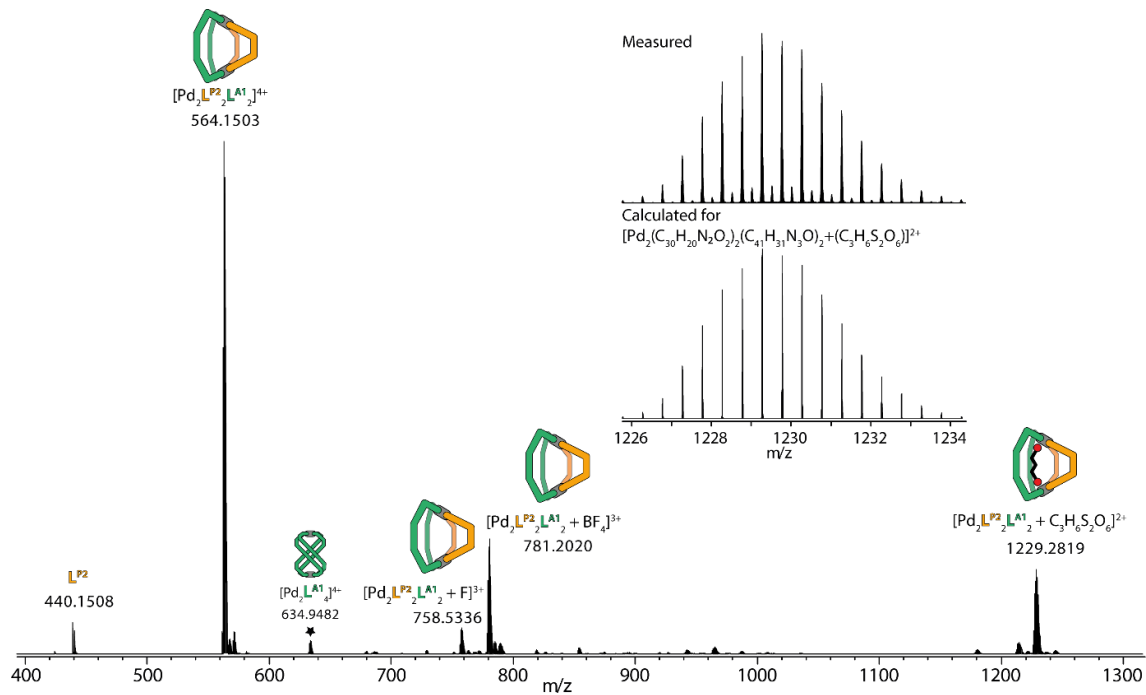 [Pd₂Lᴾ²₂Lᴬ¹₂]⁴⁺
564.1503
Lᴾ²
440.1508
[Pd₂Lᴬ¹₄]⁴⁺
634.9482
[Pd₂Lᴾ²₂Lᴬ¹₂ + F]³⁺
758.5336
[Pd₂Lᴾ²₂Lᴬ¹₂ + BF₄]³⁺
781.2020
[Pd₂Lᴾ²₂Lᴬ¹₂ + C₃H₆S₂O₆]²⁺
1229.2819
Measured
Calculated for
[Pd₂(C₃₀H₂₀N₂O₂)₂(C₄₁H₃₁N₃O)₂+(C₃H₆S₂O₆)]²⁺
1226 1228 1230 1232 1234
m/z
400 500 600 700 800 900 1000 1100 1200 1300
m/z